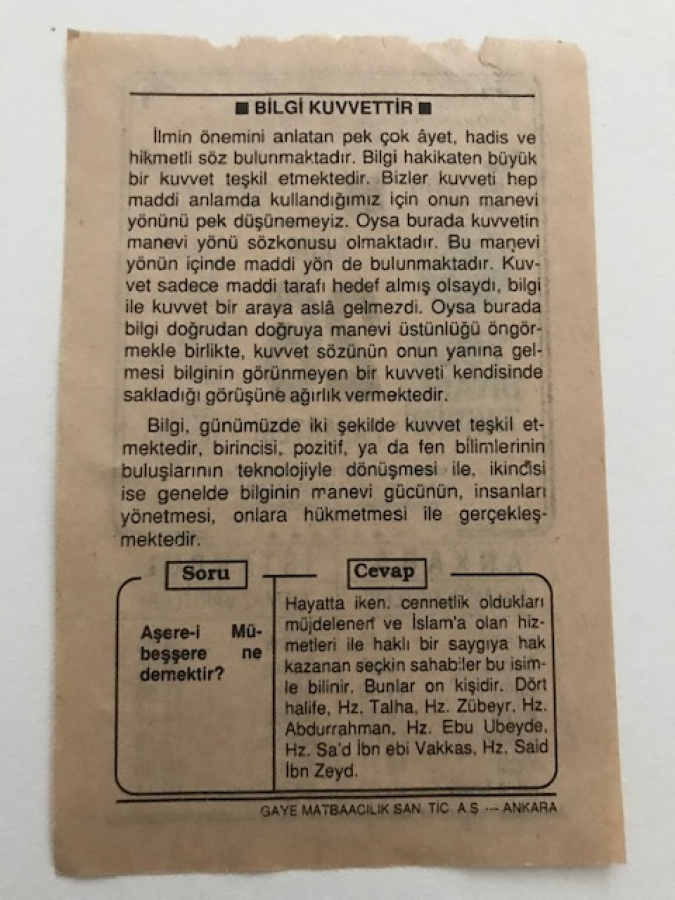 ■ BİLGİ KUVVETTİR ■
İlmin önemini anlatan pek çok âyet, hadis ve
hikmetli söz bulunmaktadır. Bilgi hakikaten büyük
bir kuvvet teşkil etmektedir. Bizler kuvveti hep
maddi anlamda kullandığımız için onun manevi
yönünü pek düşünemeyiz. Oysa burada kuvvetin
manevi yönü sözkonusu olmaktadır. Bu manevi
yönün içinde maddi yön de bulunmaktadır. Kuv-
vet sadece maddi tarafı hedef almış olsaydı, bilgi
ile kuvvet bir araya aslâ gelmezdi. Oysa burada
bilgi doğrudan doğruya manevi üstünlüğü öngör-
mekle birlikte, kuvvet sözünün onun yanına gel-
mesi bilginin görünmeyen bir kuvveti kendisinde
sakladığı görüşüne ağırlık vermektedir.
Bilgi, günümüzde iki şekilde kuvvet teşkil et-
mektedir, birincisi, pozitif, ya da fen bilimlerinin
buluşlarının teknolojiyle dönüşmesi ile, ikincisi
ise genelde bilginin manevi gücünün, insanları
yönetmesi, onlara hükmetmesi ile gerçekleş-
mektedir.
Soru
Aşere-i Mü-
beşşere ne
demektir?
Cevap
Hayatta iken, cennetlik oldukları
müjdelenen ve İslam'a olan hiz-
metleri ile haklı bir saygıya hak
kazanan seçkin sahabiler bu isim-
le bilinir. Bunlar on kişidir. Dört
halife, Hz. Talha, Hz. Zübeyr, Hz.
Abdurrahman, Hz. Ebu Ubeyde,
Hz. Sa'd İbn ebi Vakkas, Hz. Said
İbn Zeyd.
GAYE MATBAACILIK SAN. TİC. A.Ş --- ANKARA